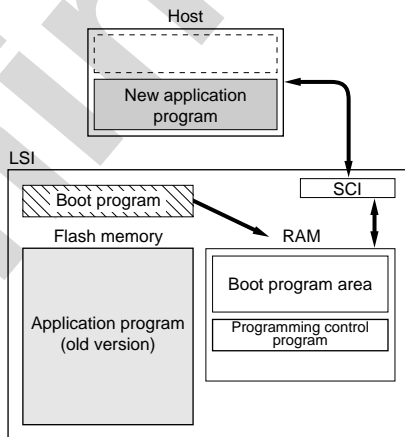 Host
New application
program
LSI
SCI
Boot program
Flash memory
RAM
Application program
(old version)
Boot program area
Programming control
program